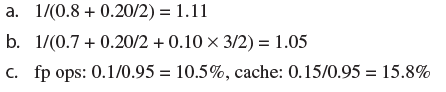 a. 1/(0.8 + 0.20/2) = 1.11
b. 1/(0.7 + 0.20/2 + 0.10 × 3/2) = 1.05
c. fp ops: 0.1/0.95 = 10.5%, cache: 0.15/0.95 = 15.8%